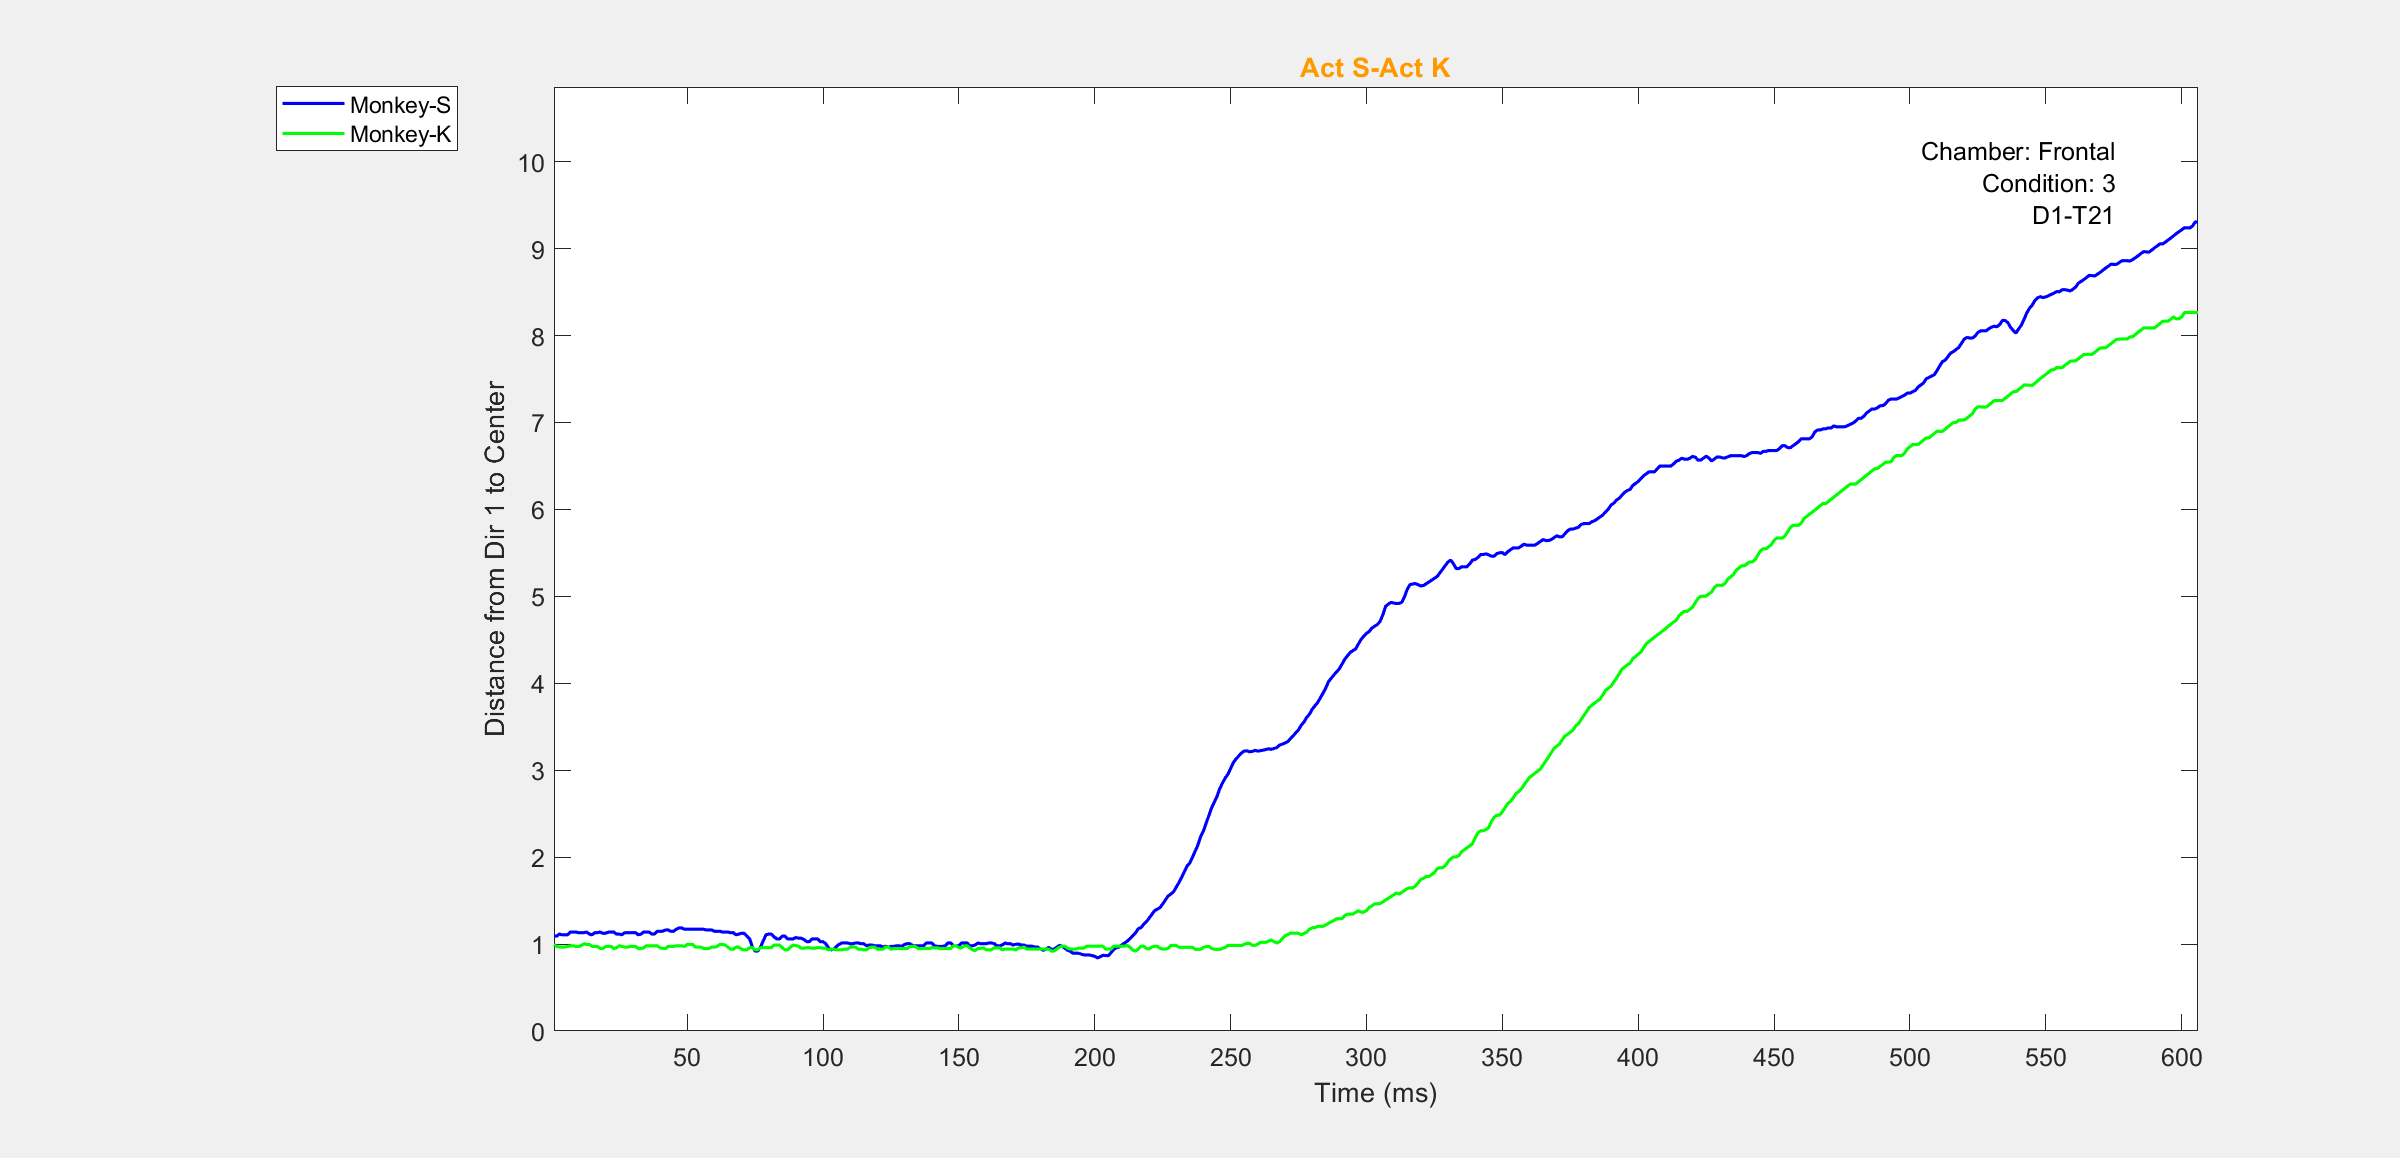 Act S-Act K
Monkey-S
Monkey-K
Chamber: Frontal
Condition: 3
D1-T21
10
9
8
7
6
5
4
3
2
1
0
Distance from Dir 1 to Center
50 100 150 200 250 300 350 400 450 500 550 600
Time (ms)